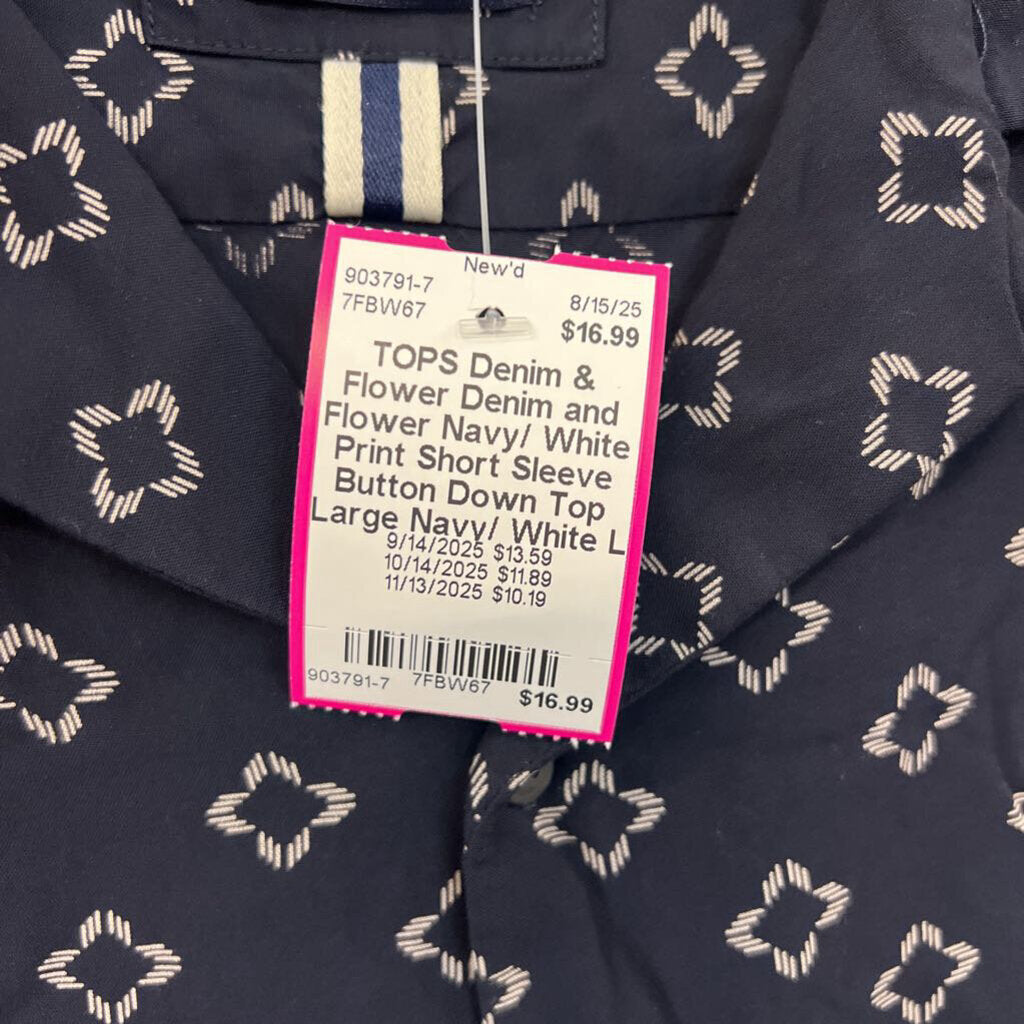 New'd
903791-7
7FBW67
8/15/25
$16.99
TOPS Denim &
Flower Denim and
Flower Navy/ White
Print Short Sleeve
Button Down Top
Large Navy/ White L
9/14/2025 $13.59
10/14/2025 $11.89
11/13/2025 $10.19
903791-7 7FBW67 $16.99